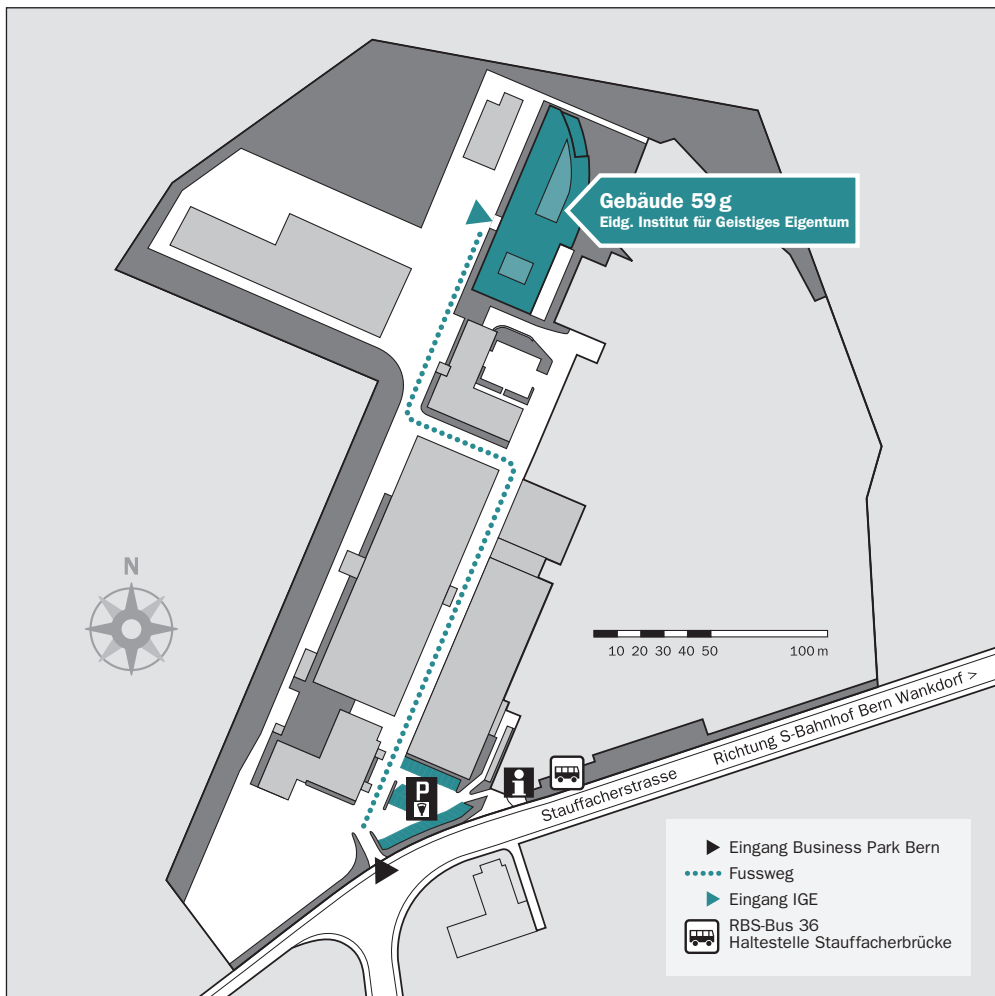 Gebäude 59 g
Eidg. Institut für Geistiges Eigentum
N
10 20 30 40 50 100 m
Richtung S-Bahnhof Bern Wankdorf >
Stauffacherstrasse
P
i
Eingang Business Park Bern
Fussweg
Eingang IGE
RBS-Bus 36
Haltestelle Stauffacherbrücke